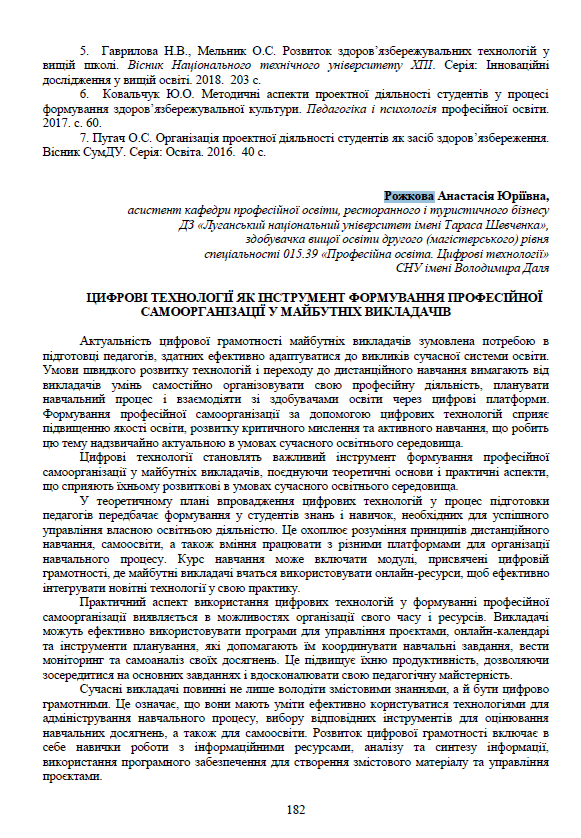 5. Гаврилова Н.В., Мельник О.С. Розвиток здоров’язбережувальних технологій у
вищій школі. Вісник Національного технічного університету ХПІ. Серія: Інноваційні
дослідження у вищій освіті. 2018. 203 с.
6. Ковальчук Ю.О. Методичні аспекти проектної діяльності студентів у процесі
формування здоров’язбережувальної культури. Педагогіка і психологія професійної освіти.
2017. с. 60.
7. Пугач О.С. Організація проектної діяльності студентів як засіб здоров’язбереження.
Вісник СумДУ. Серія: Освіта. 2016. 40 с.
Рожкова Анастасія Юріївна,
асистент кафедри професійної освіти, ресторанного і туристичного бізнесу
ДЗ «Луганський національний університет імені Тараса Шевченка»,
здобувачка вищої освіти другого (магістерського) рівня
спеціальності 015.39 «Професійна освіта. Цифрові технології»
СНУ імені Володимира Даля
ЦИФРОВІ ТЕХНОЛОГІЇ ЯК ІНСТРУМЕНТ ФОРМУВАННЯ ПРОФЕСІЙНОЇ
САМООРГАНІЗАЦІЇ У МАЙБУТНІХ ВИКЛАДАЧІВ
Актуальність цифрової грамотності майбутніх викладачів зумовлена потребою в
підготовці педагогів, здатних ефективно адаптуватися до викликів сучасної системи освіти.
Умови швидкого розвитку технологій і переходу до дистанційного навчання вимагають від
викладачів умінь самостійно організовувати свою професійну діяльність, планувати
навчальний процес і взаємодіяти зі здобувачами освіти через цифрові платформи.
Формування професійної самоорганізації за допомогою цифрових технологій сприяє
підвищенню якості освіти, розвитку критичного мислення та активного навчання, що робить
цю тему надзвичайно актуальною в умовах сучасного освітнього середовища.
Цифрові технології становлять важливий інструмент формування професійної
самоорганізації у майбутніх викладачів, поєднуючи теоретичні основи і практичні аспекти,
що сприяють їхньому розвиткові в умовах сучасного освітнього середовища.
У теоретичному плані впровадження цифрових технологій у процес підготовки
педагогів передбачає формування у студентів знань і навичок, необхідних для успішного
управління власною освітньою діяльністю. Це охоплює розуміння принципів дистанційного
навчання, самоосвіти, а також вміння працювати з різними платформами для організації
навчального процесу. Курс навчання може включати модулі, присвячені цифровій
грамотності, де майбутні викладачі вчаться використовувати онлайн-ресурси, щоб ефективно
інтегрувати новітні технології у свою практику.
Практичний аспект використання цифрових технологій у формуванні професійної
самоорганізації виявляється в можливостях організації свого часу і ресурсів. Викладачі
можуть ефективно використовувати програми для управління проєктами, онлайн-календарі
та інструменти планування, які допомагають їм координувати навчальні завдання, вести
моніторинг та самоаналіз своїх досягнень. Це підвищує їхню продуктивність, дозволяючи
зосередитися на основних завданнях і вдосконалювати свою педагогічну майстерність.
Сучасні викладачі повинні не лише володіти змістовими знаннями, а й бути цифрово
грамотними. Це означає, що вони мають уміти ефективно користуватися технологіями для
адміністрування навчального процесу, вибору відповідних інструментів для оцінювання
навчальних досягнень, а також для самоосвіти. Розвиток цифрової грамотності включає в
себе навички роботи з інформаційними ресурсами, аналізу та синтезу інформації,
використання програмного забезпечення для створення змістового матеріалу та управління
проєктами.
182